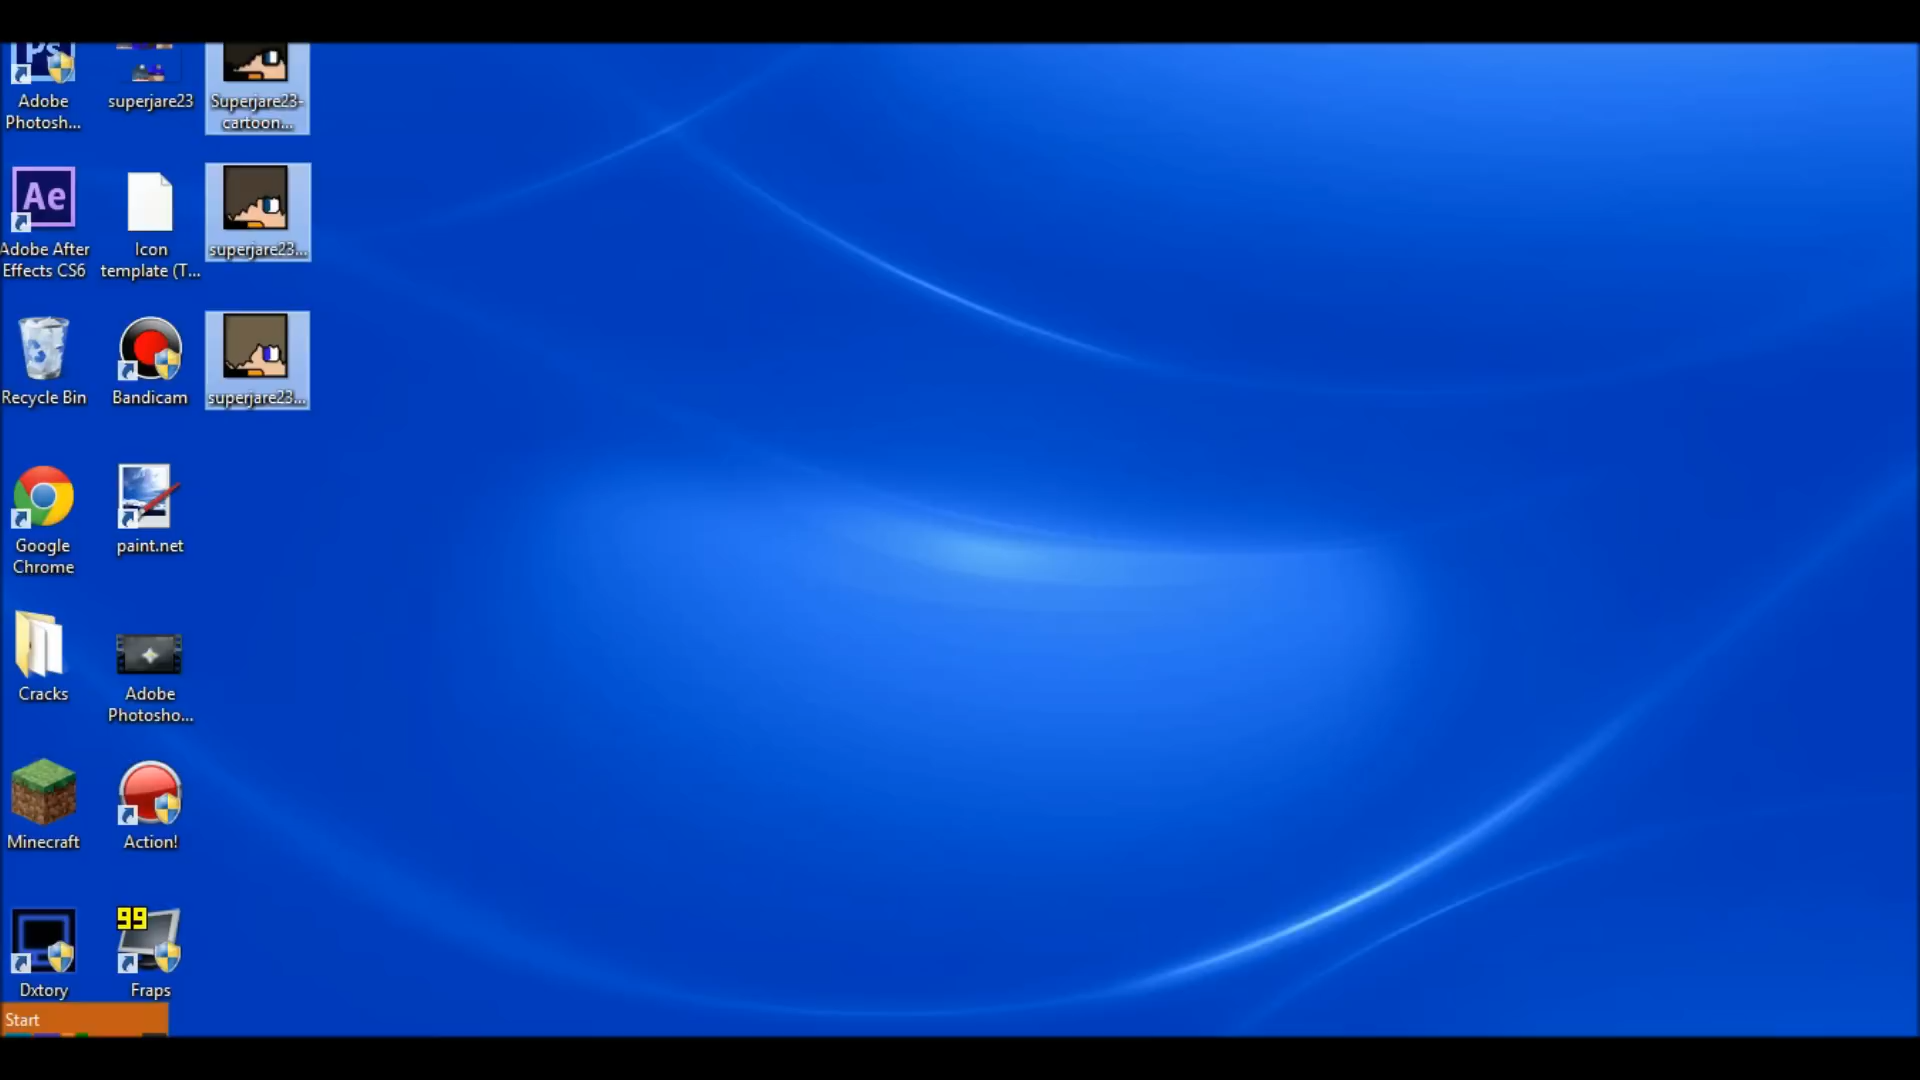 Ps
Adobe
Photosh...
superjare23
Superjare23-
cartoon...
Ae
Adobe After
Effects CS6
Icon
template (T...
superjare23...
Recycle Bin
Bandicam
superjare23...
Google
Chrome
paint.net
Cracks
Adobe
Photosho...
Minecraft
Action!
99
Dxtory
Fraps
Start